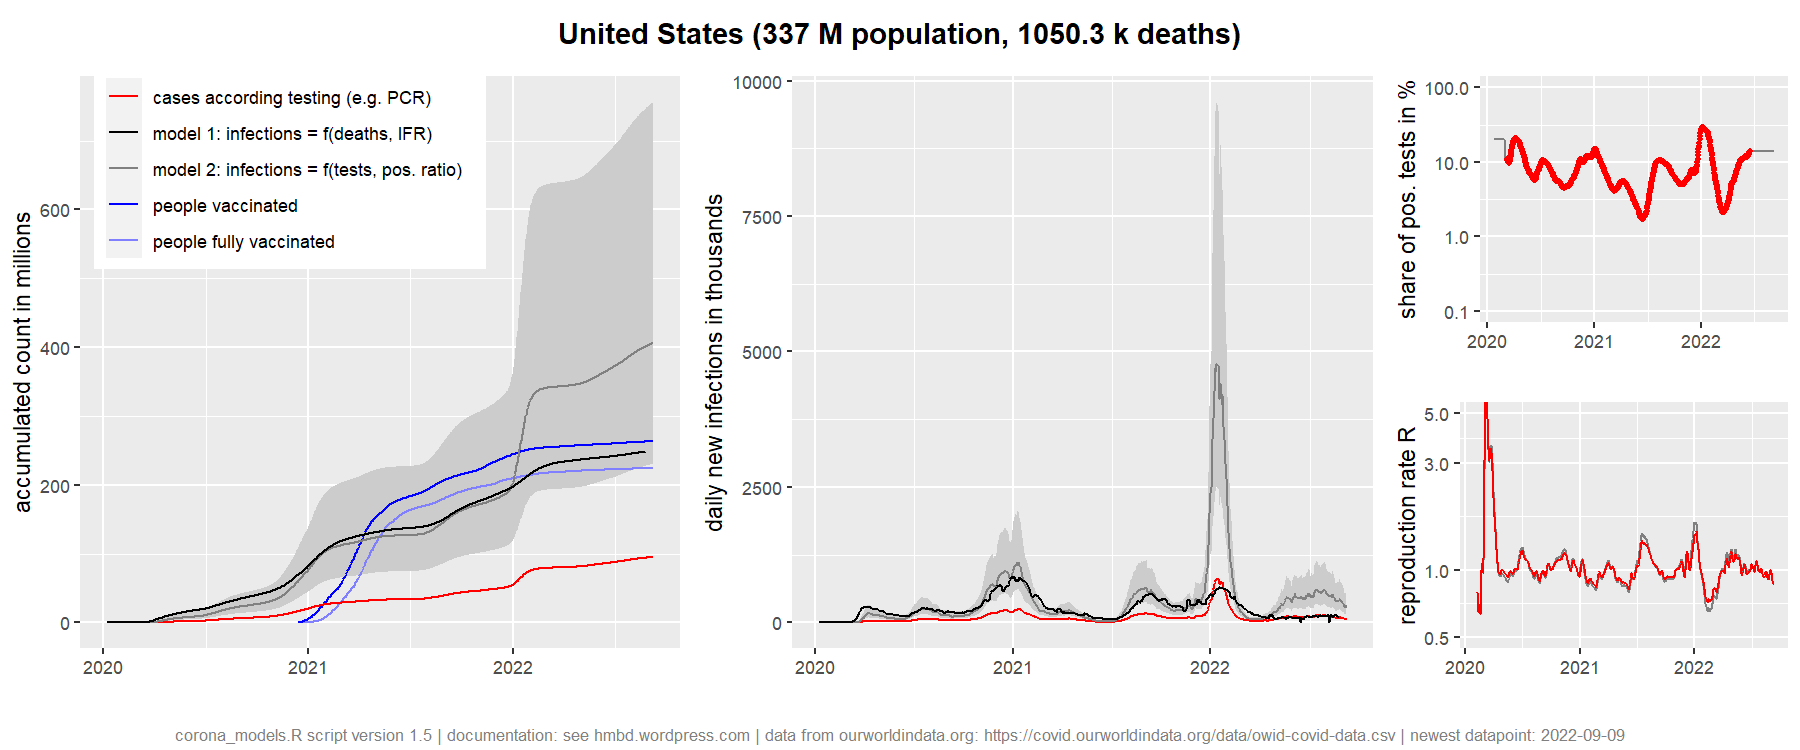 United States (337 M population, 1050.3 k deaths)
accumulated count in millions
600
400
200
0
2020
2021
2022
cases according testing (e.g. PCR)
model 1: infections = f(deaths, IFR)
model 2: infections = f(tests, pos. ratio)
people vaccinated
people fully vaccinated
daily new infections in thousands
10000
7500
5000
2500
0
2020
2021
2022
share of pos. tests in %
100.0
10.0
1.0
0.1
2020
2021
2022
reproduction rate R
5.0
3.0
1.0
0.5
2020
2021
2022
corona_models.R script version 1.5 | documentation: see hmbd.wordpress.com | data from ourworldindata.org: https://covid.ourworldindata.org/data/owid-covid-data.csv | newest datapoint: 2022-09-09